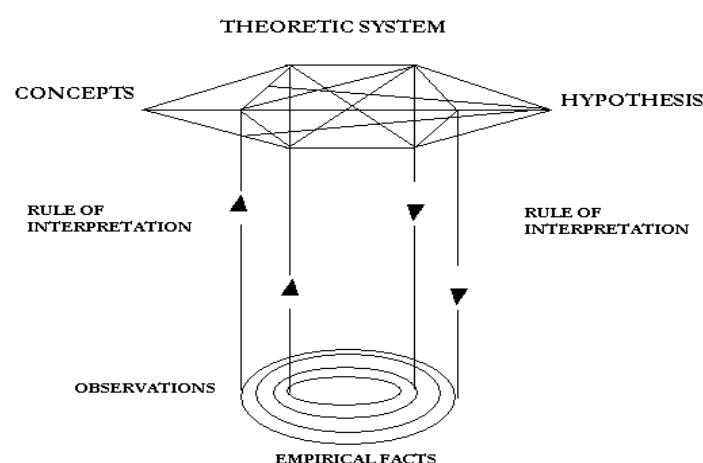 THEORETIC SYSTEM
CONCEPTS
HYPOTHESIS
RULE OF
INTERPRETATION
RULE OF
INTERPRETATION
OBSERVATIONS
EMPIRICAL FACTS